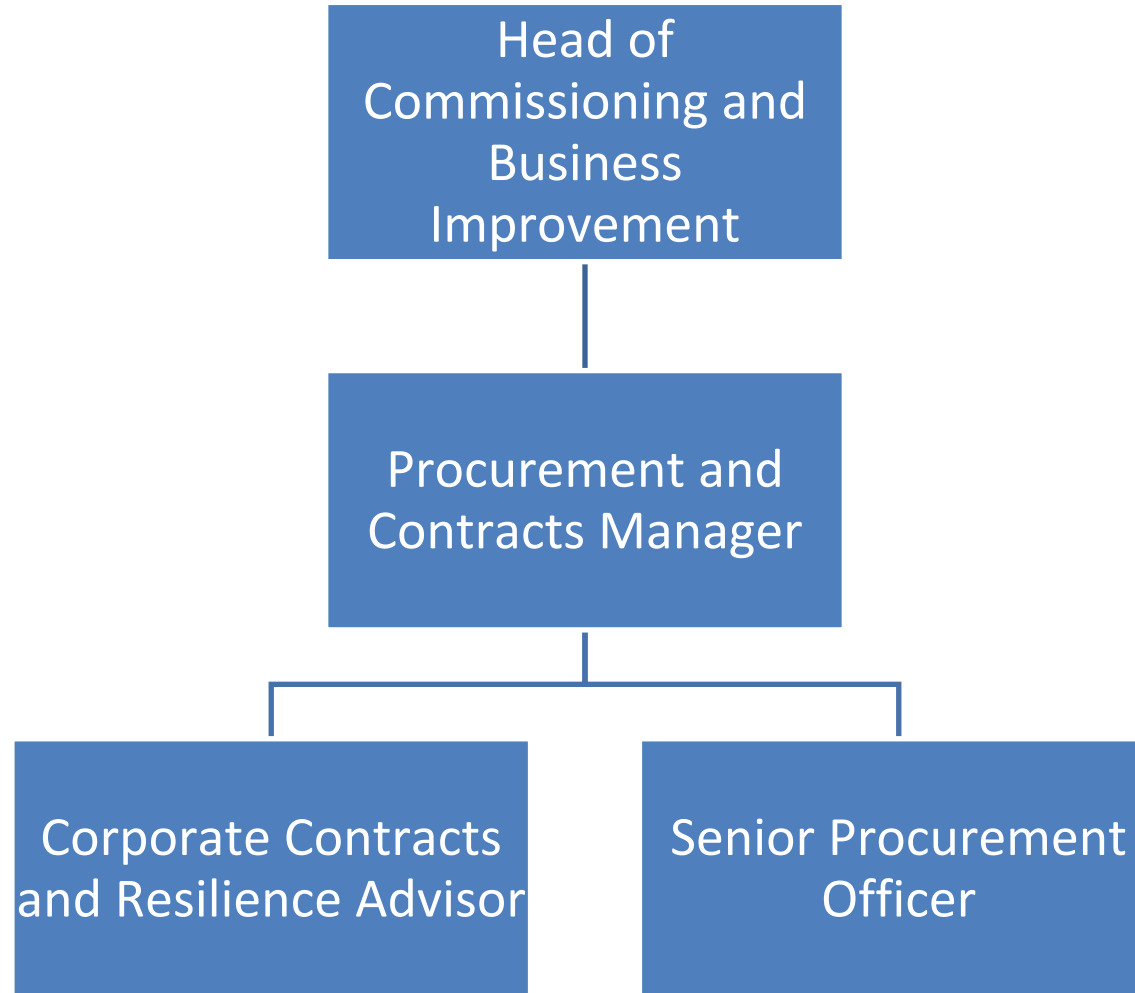 Head of
Commissioning and
Business
Improvement
Procurement and
Contracts Manager
Corporate Contracts
and Resilience Advisor
Senior Procurement
Officer